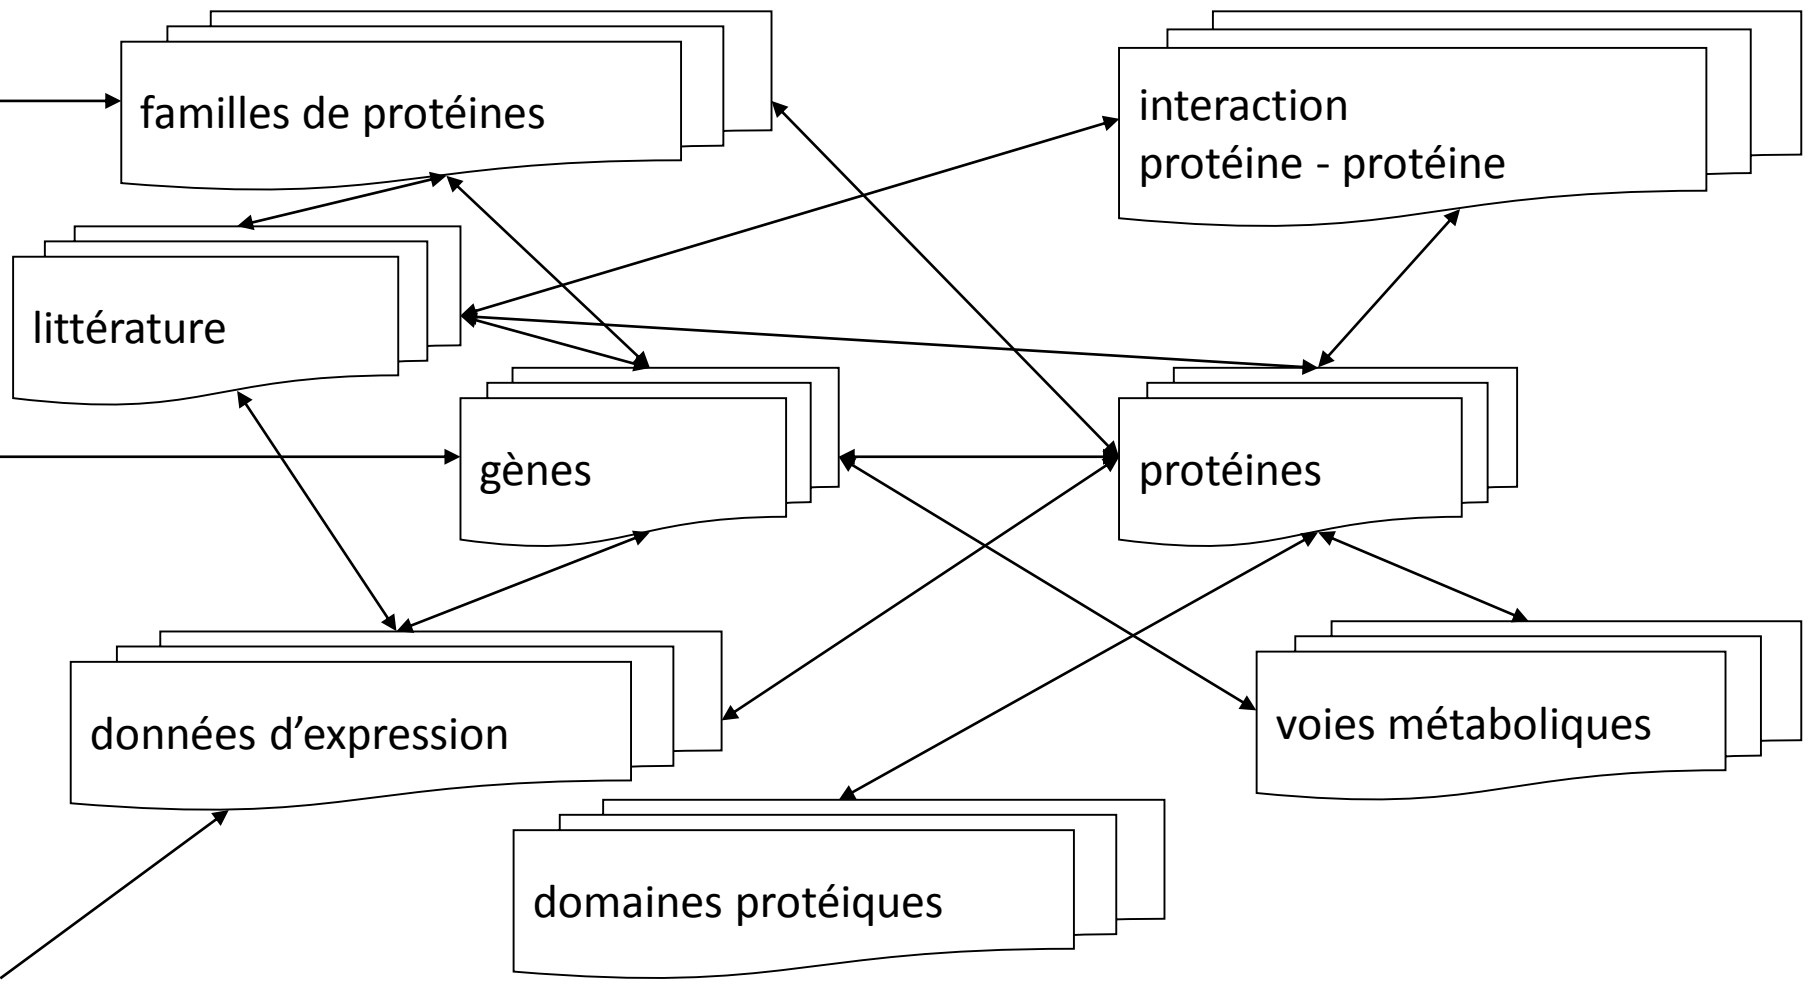 familles de protéines
interaction
protéine - protéine
littérature
gènes
protéines
données d’expression
voies métaboliques
domaines protéiques